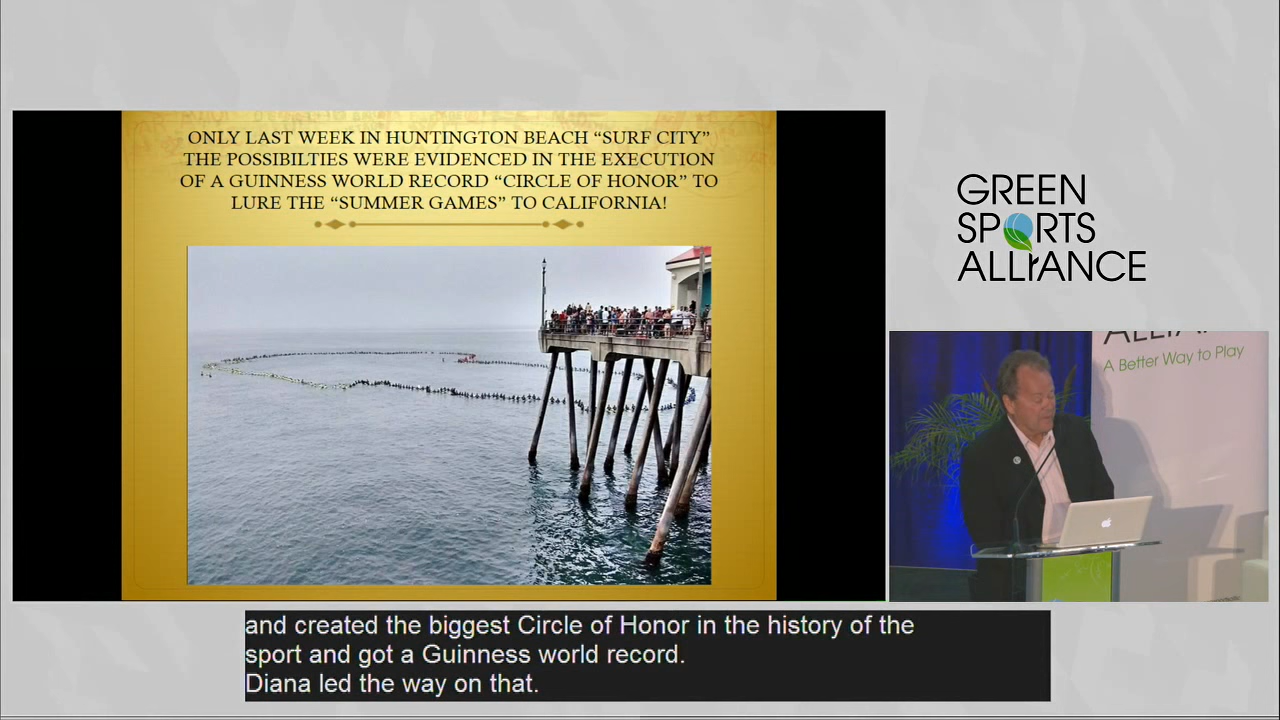 ONLY LAST WEEK IN HUNTINGTON BEACH “SURF CITY”
THE POSSIBILTIES WERE EVIDENCED IN THE EXECUTION
OF A GUINNESS WORLD RECORD “CIRCLE OF HONOR” TO
LURE THE “SUMMER GAMES” TO CALIFORNIA!
GREEN
SPORTS
ALLIANCE
A Better Way to Play
and created the biggest Circle of Honor in the history of the
sport and got a Guinness world record.
Diana led the way on that.